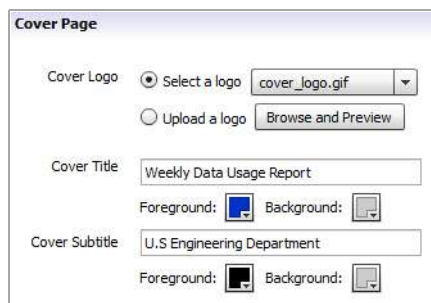 Cover Page
Cover Logo Select a logo cover_logo.gif
Upload a logo Browse and Preview
Cover Title Weekly Data Usage Report
Foreground: Background:
Cover Subtitle U.S Engineering Department
Foreground: Background: